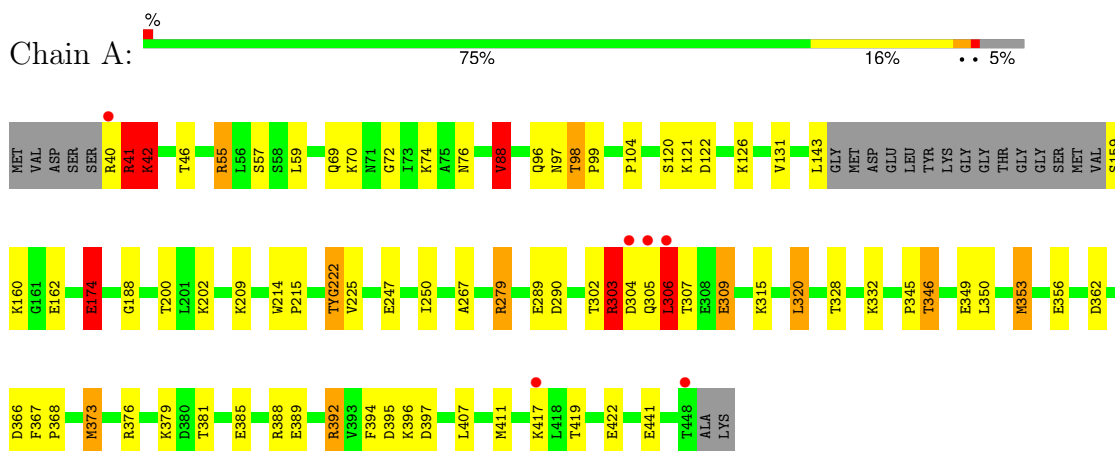 %
Chain A:
75% 16% • • 5%
MET VAL ASP SER SER R40 R41 K42 T46 R55 L56 S57 S58 L59 Q69 K70 N71 G72 I73 K74 A75 N76 V88 Q96 N97 T98 P99 P104 S120 K121 D122 K126 V131 L143 GLY MET ASP GLU LEU TYR LYS GLY GLY THR GLY GLY SER MET VAL S159
K160 G161 E162 E174 G188 T200 L201 K202 K209 W214 P215 TYG222 V225 E247 I250 A267 R279 E289 D290 T302 R303 D304 Q305 L306 T307 E308 E309 K315 L320 T328 K332 P345 T346 E349 L350 M353 E356 D362
D366 F367 P368 M373 R376 K379 D380 T381 E385 R388 E389 R392 V393 F394 D395 K396 D397 L407 M411 K417 L418 T419 E422 E441 T448 ALA LYS